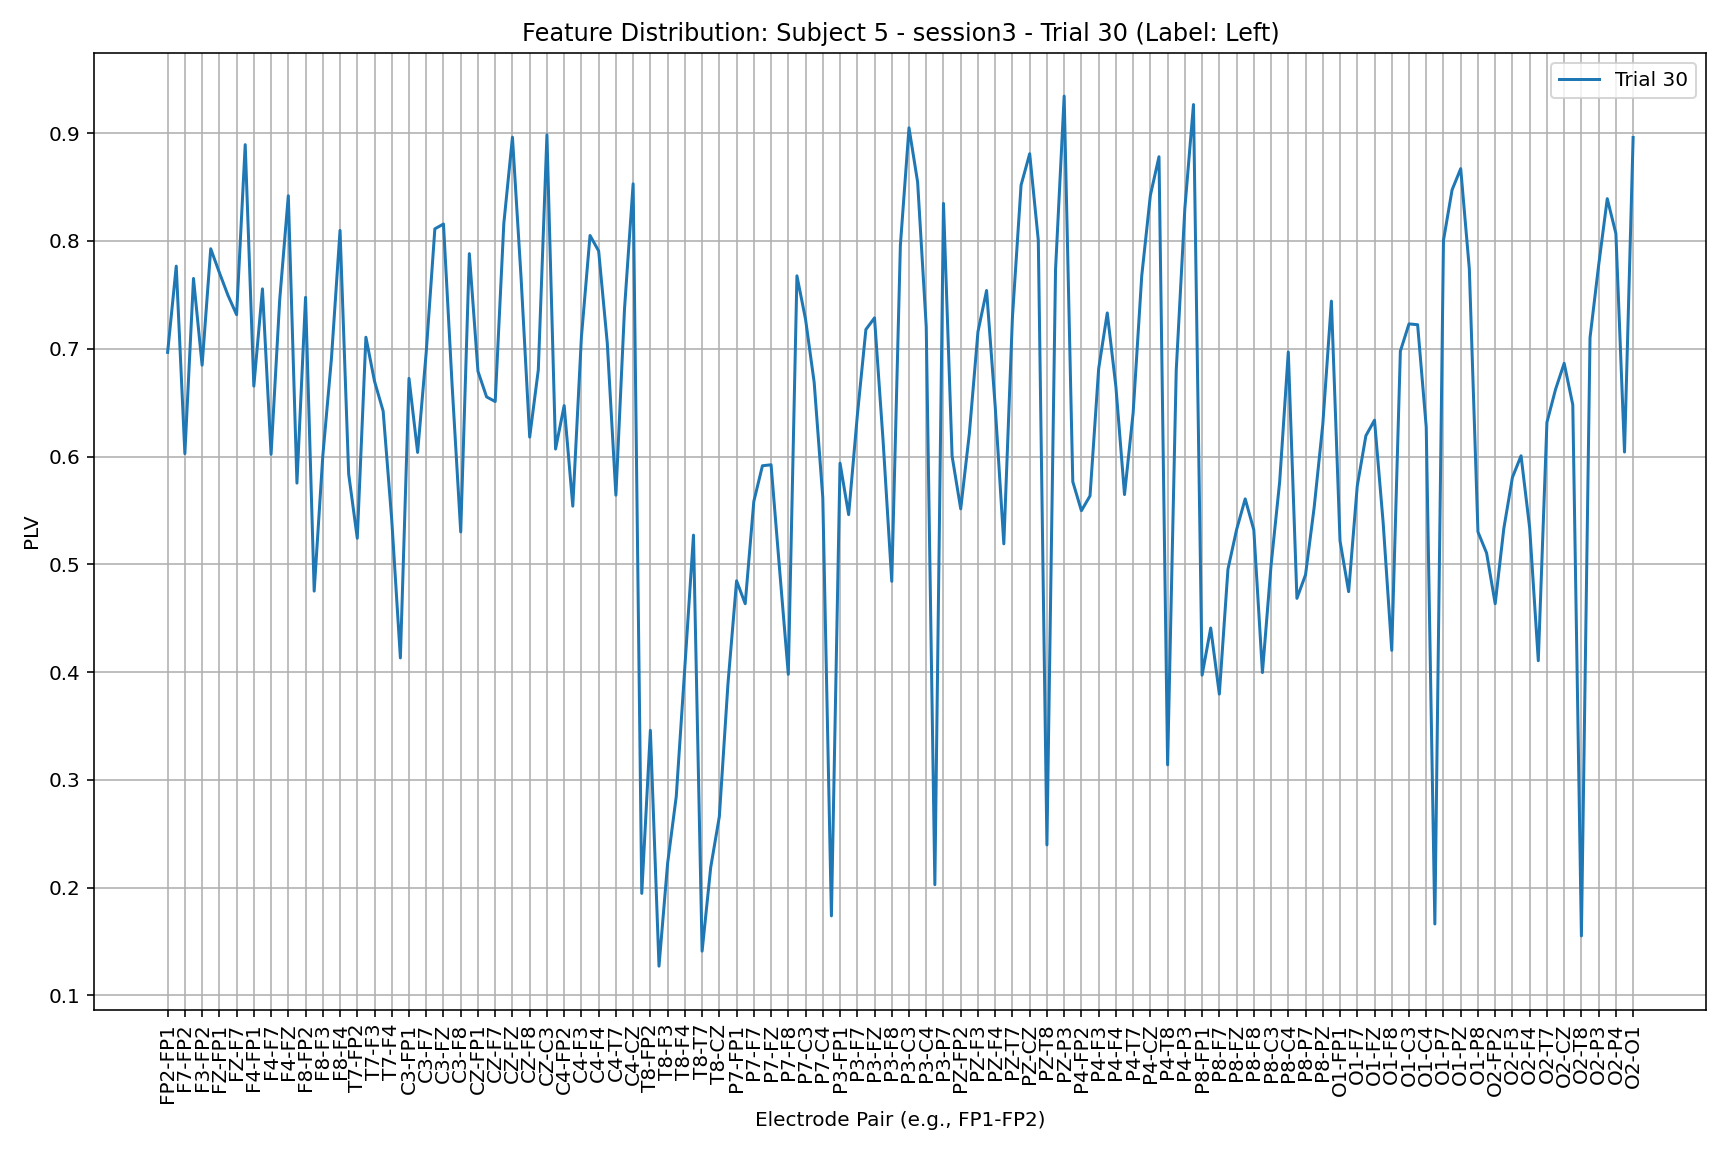 Feature Distribution: Subject 5 - session3 - Trial 30 (Label: Left)
Trial 30
0.9
0.8
0.7
0.6
0.5
0.4
0.3
0.2
0.1
PLV
FP2-FP1
F7-FP2
F3-FP2
FZ-FP1
FZ-F7
F4-FP1
F4-F7
F4-FZ
F8-FP2
F8-F3
F8-F4
T7-FP2
T7-F3
T7-F4
C3-FP1
C3-F7
C3-FZ
C3-F8
CZ-FP1
CZ-F7
CZ-FZ
CZ-F8
CZ-C3
C4-FP2
C4-F3
C4-F4
C4-T7
C4-CZ
T8-FP2
T8-F3
T8-F4
T8-T7
T8-CZ
P7-FP1
P7-F7
P7-FZ
P7-F8
P7-C3
P7-C4
P3-FP1
P3-F7
P3-FZ
P3-F8
P3-C3
P3-C4
P3-P7
PZ-FP2
PZ-F3
PZ-F4
PZ-T7
PZ-CZ
PZ-T8
PZ-P3
P4-FP2
P4-F3
P4-F4
P4-T7
P4-CZ
P4-T8
P4-P3
P8-FP1
P8-F7
P8-FZ
P8-F8
P8-C3
P8-C4
P8-P7
P8-PZ
O1-FP1
O1-F7
O1-FZ
O1-F8
O1-C3
O1-C4
O1-P7
O1-PZ
O1-P8
O2-FP2
O2-F3
O2-F4
O2-T7
O2-CZ
O2-T8
O2-P3
O2-P4
O2-O1
Electrode Pair (e.g., FP1-FP2)